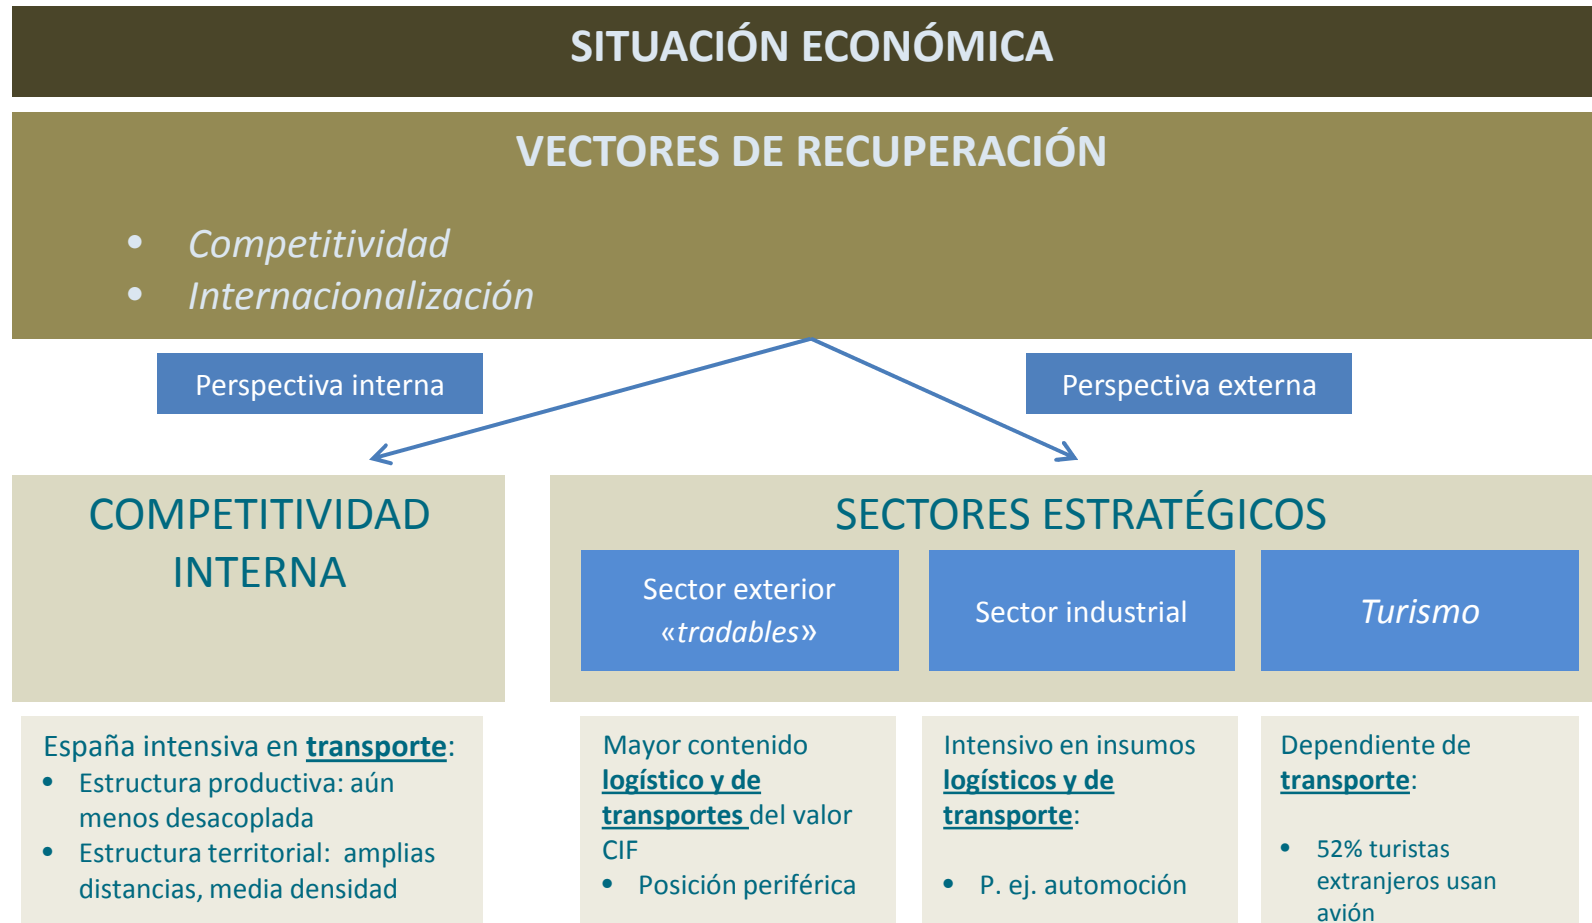 SITUACIÓN ECONÓMICA
VECTORES DE RECUPERACIÓN
• Competitividad
• Internacionalización
Perspectiva interna
Perspectiva externa
COMPETITIVIDAD
INTERNA
SECTORES ESTRATÉGICOS
Sector exterior
«tradables»
Sector industrial
Turismo
España intensiva en transporte:
• Estructura productiva: aún
menos desacoplada
• Estructura territorial: amplias
distancias, media densidad
Mayor contenido
logístico y de
transportes del valor
CIF
• Posición periférica
Intensivo en insumos
logísticos y de
transporte:
• P. ej. automoción
Dependiente de
transporte:
• 52% turistas
extranjeros usan
avión